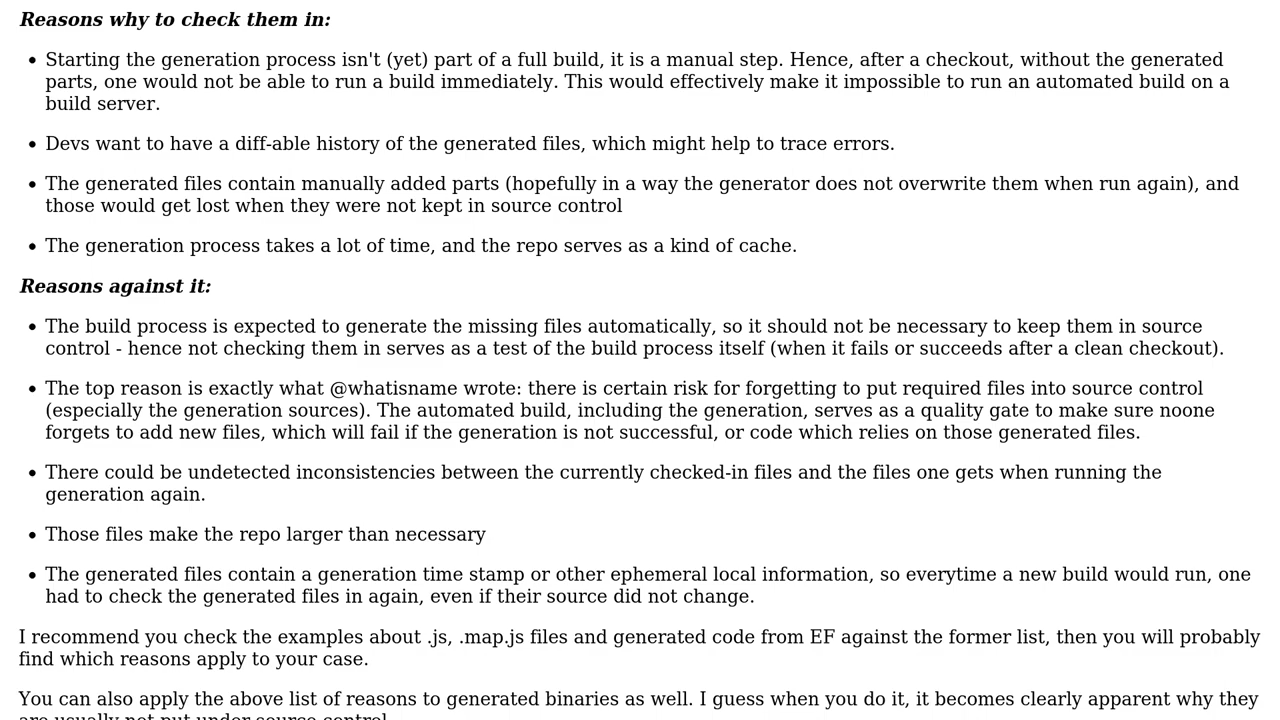 Reasons why to check them in:
• Starting the generation process isn't (yet) part of a full build, it is a manual step. Hence, after a checkout, without the generated
parts, one would not be able to run a build immediately. This would effectively make it impossible to run an automated build on a
build server.
• Devs want to have a diff-able history of the generated files, which might help to trace errors.
• The generated files contain manually added parts (hopefully in a way the generator does not overwrite them when run again), and
those would get lost when they were not kept in source control
• The generation process takes a lot of time, and the repo serves as a kind of cache.
Reasons against it:
• The build process is expected to generate the missing files automatically, so it should not be necessary to keep them in source
control - hence not checking them in serves as a test of the build process itself (when it fails or succeeds after a clean checkout).
• The top reason is exactly what @whatisname wrote: there is certain risk for forgetting to put required files into source control
(especially the generation sources). The automated build, including the generation, serves as a quality gate to make sure noone
forgets to add new files, which will fail if the generation is not successful, or code which relies on those generated files.
• There could be undetected inconsistencies between the currently checked-in files and the files one gets when running the
generation again.
• Those files make the repo larger than necessary
• The generated files contain a generation time stamp or other ephemeral local information, so everytime a new build would run, one
had to check the generated files in again, even if their source did not change.
I recommend you check the examples about .js, .map.js files and generated code from EF against the former list, then you will probably
find which reasons apply to your case.
You can also apply the above list of reasons to generated binaries as well. I guess when you do it, it becomes clearly apparent why they
are usually not put under source control.